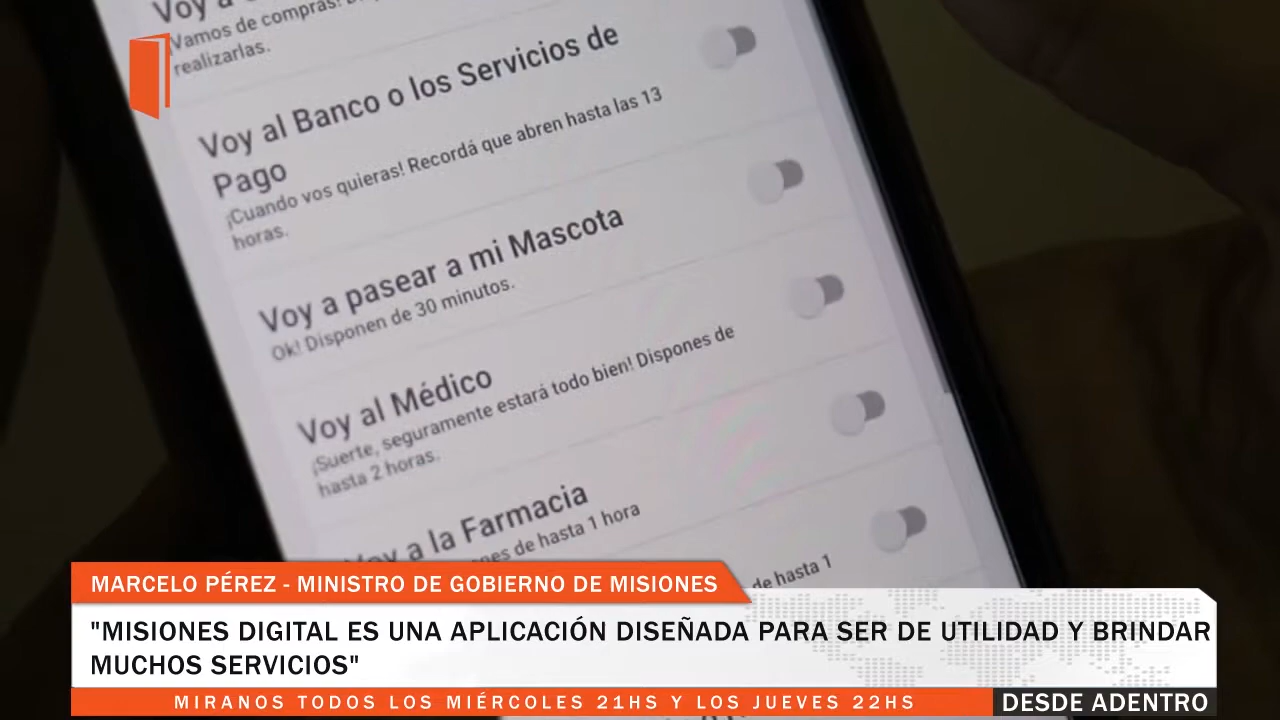 Voy a
¡Vamos de compras!
realizarlas.
Voy al Banco o los Servicios de
Pago
¡Cuando vos quieras! Recordá que abren hasta las 13
horas.
Voy a pasear a mi Mascota
Ok! Disponen de 30 minutos.
Voy al Médico
¡Suerte, seguramente estará todo bien! Dispones de
hasta 2 horas.
Voy a la Farmacia
de hasta 1 hora
de hasta 1
MARCELO PÉREZ - MINISTRO DE GOBIERNO DE MISIONES
"MISIONES DIGITAL ES UNA APLICACIÓN DISEÑADA PARA SER DE UTILIDAD Y BRINDAR
MUCHOS SERVICIOS"
MIRANOS TODOS LOS MIÉRCOLES 21HS Y LOS JUEVES 22HS
DESDE ADENTRO